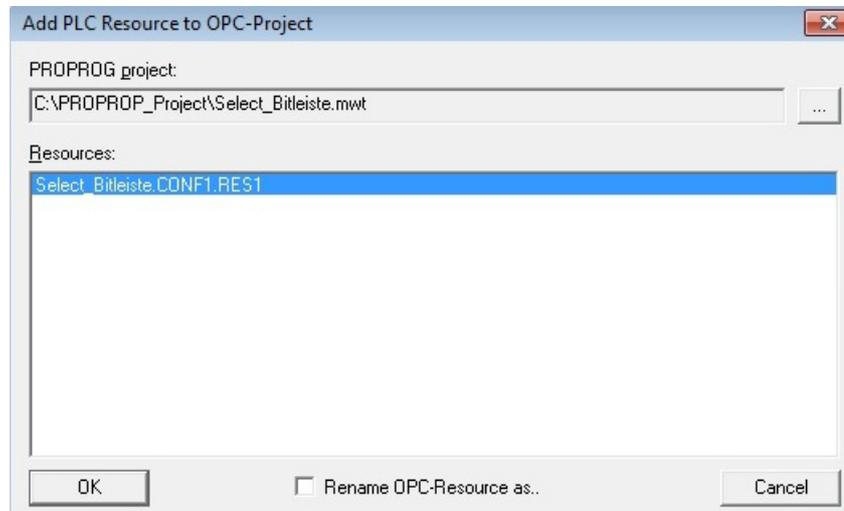 Add PLC Resource to OPC-Project
PROPROG project:
C:\PROPROP_Project\Select_Bitleiste.mwt
...
Resources:
Select_Bitleiste.CONF1.RES1
OK
Rename OPC-Resource as..
Cancel